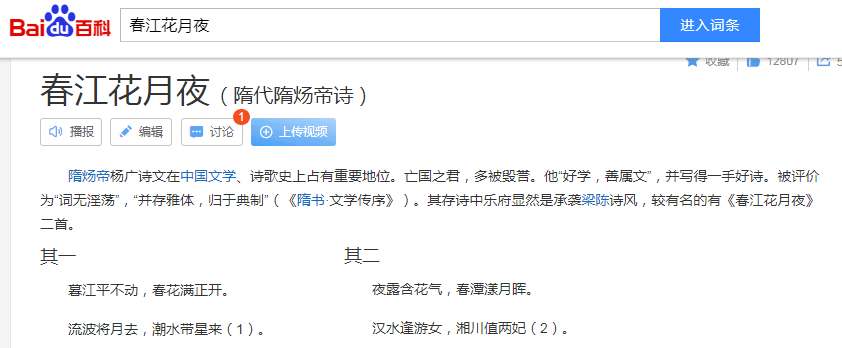 Baidu百科
春江花月夜
进入词条
收藏
12807
春江花月夜（隋代隋炀帝诗）
播报
编辑
讨论
1
上传视频
隋炀帝杨广诗文在中国文学、诗歌史上占有重要地位。亡国之君，多被毁誉。他“好学，善属文”，并写得一手好诗。被评价
为“词无淫荡”，“并存雅体，归于典制”（《隋书·文学传序》）。其存诗中乐府显然是承袭梁陈诗风，较有名的有《春江花月夜》
二首。
其一
暮江平不动，春花满正开。
流波将月去，潮水带星来（1）。
其二
夜露含花气，春潭漾月晖。
汉水逢游女，湘川值两妃（2）。